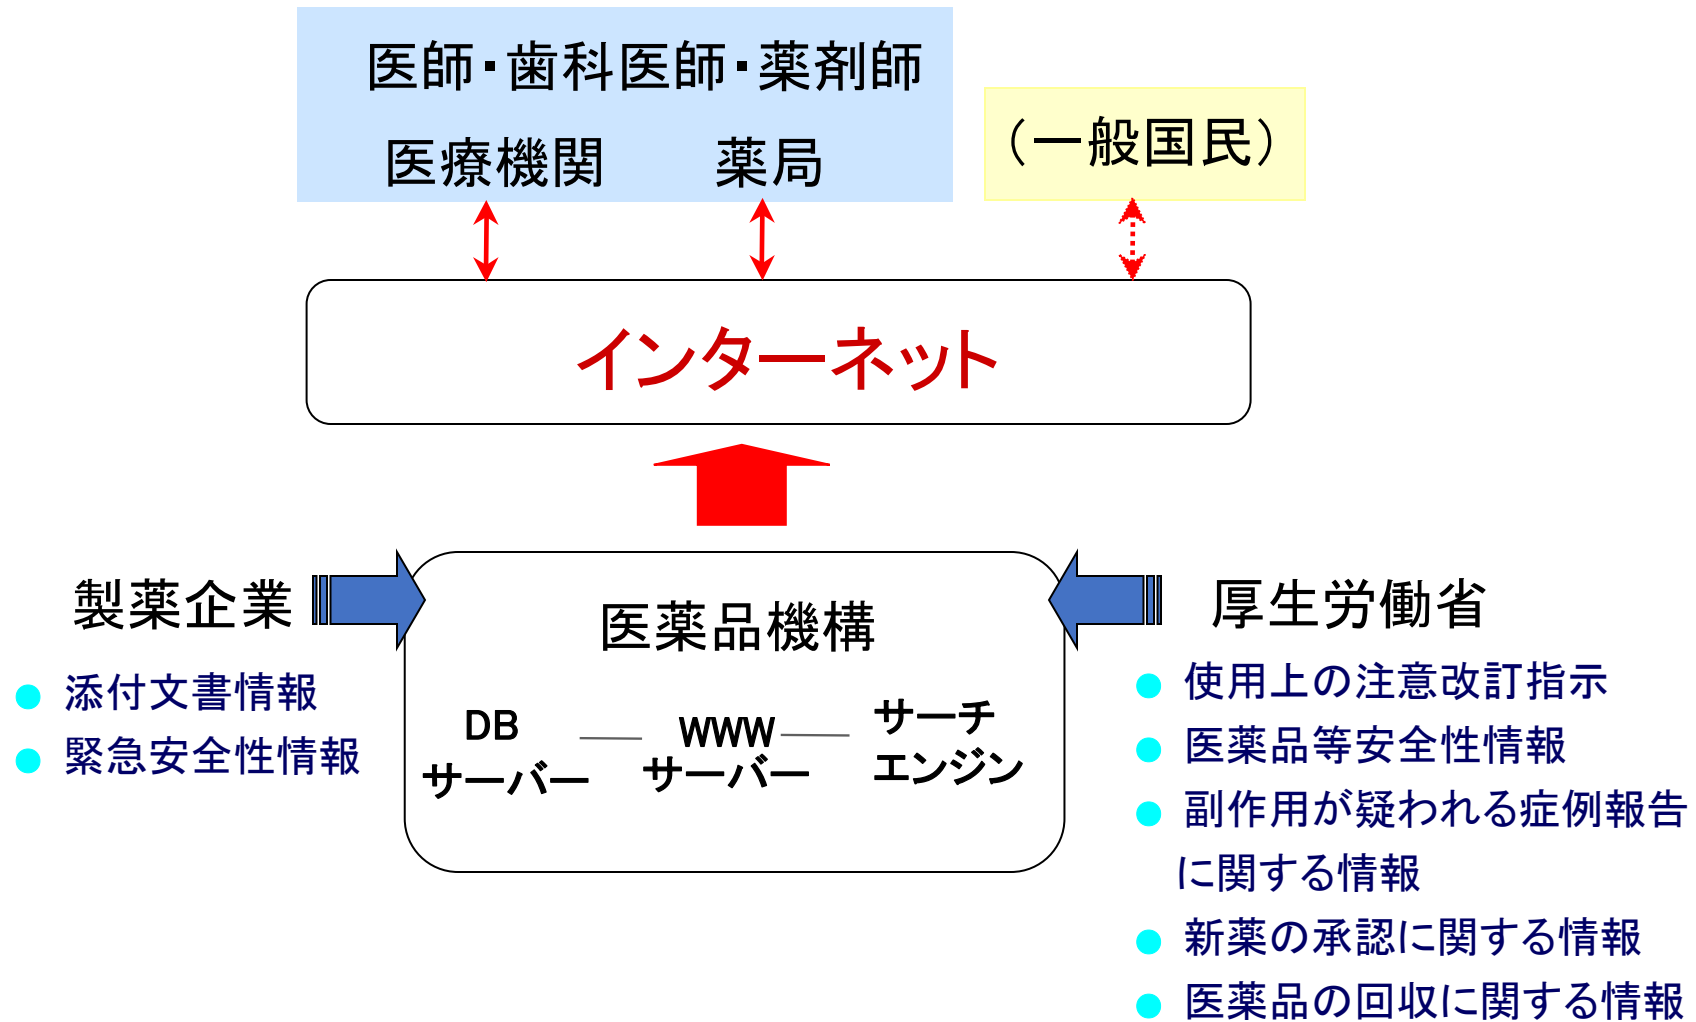 医師・歯科医師・薬剤師
医療機関 薬局
（一般国民）
インターネット
製薬企業
● 添付文書情報
● 緊急安全性情報
医薬品機構
DB
サーバー
WWW
サーバー
サーチ
エンジン
厚生労働省
● 使用上の注意改訂指示
● 医薬品等安全性情報
● 副作用が疑われる症例報告
に関する情報
● 新薬の承認に関する情報
● 医薬品の回収に関する情報